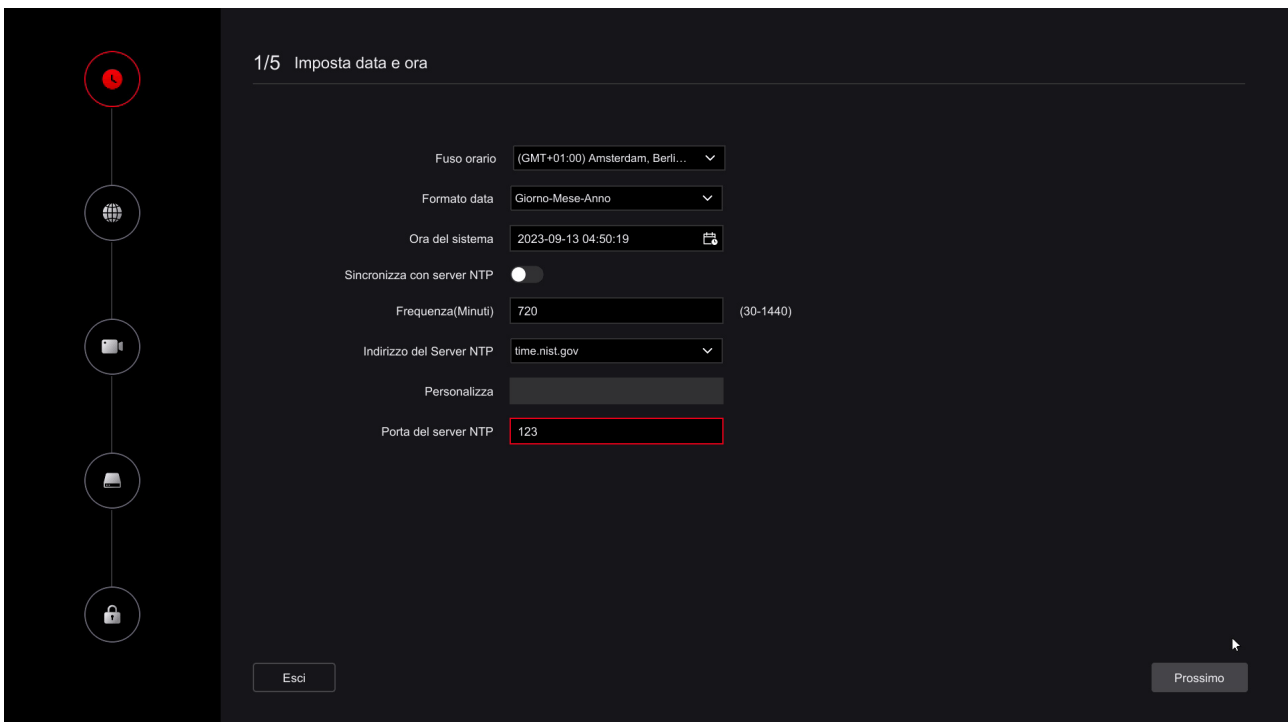 1/5 Imposta data e ora
Fuso orario (GMT+01:00) Amsterdam, Berli...
Formato data Giorno-Mese-Anno
Ora del sistema 2023-09-13 04:50:19
Sincronizza con server NTP
Frequenza(Minuti) 720 (30-1440)
Indirizzo del Server NTP time.nist.gov
Personalizza
Porta del server NTP 123
Esci Prossimo